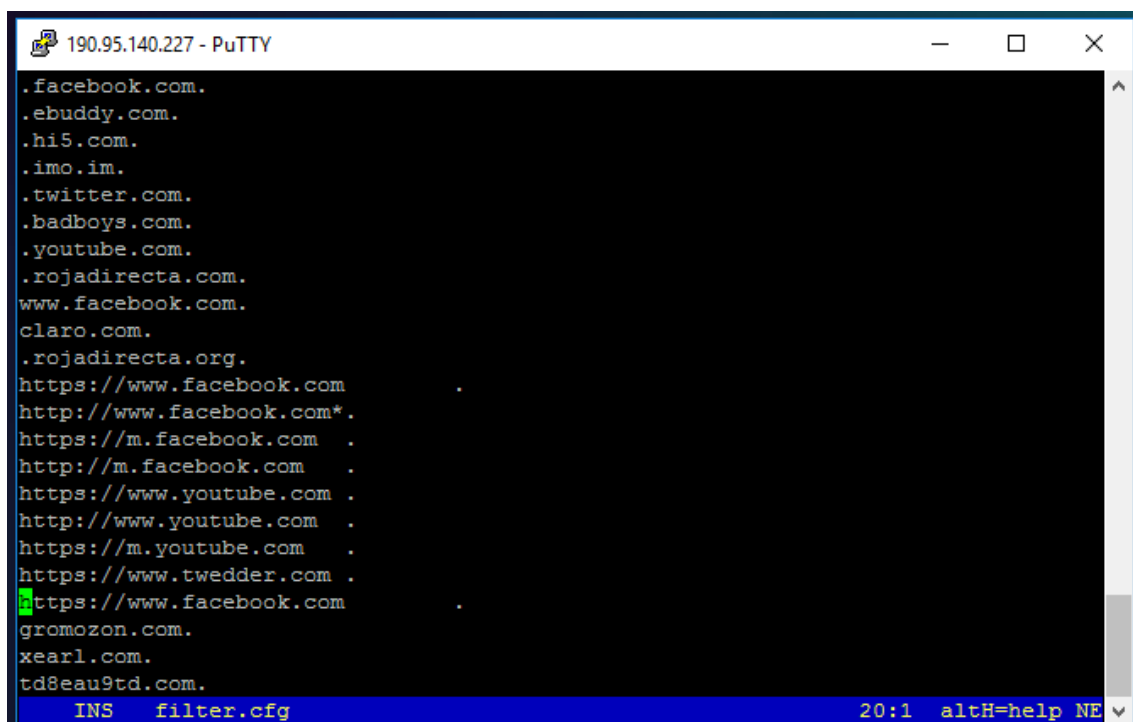 190.95.140.227 - PuTTY
.facebook.com.
.ebuddy.com.
.hi5.com.
.imo.im.
.twitter.com.
.badboys.com.
.youtube.com.
.rojadirecta.com.
www.facebook.com.
claro.com.
.rojadirecta.org.
https://www.facebook.com        .
http://www.facebook.com*.
https://m.facebook.com  .
http://m.facebook.com   .
https://www.youtube.com .
http://www.youtube.com  .
https://m.youtube.com   .
https://www.twedder.com .
https://www.facebook.com        .
gromozon.com.
xearl.com.
td8eau9td.com.
INS   filter.cfg   20:1  altH=help NE